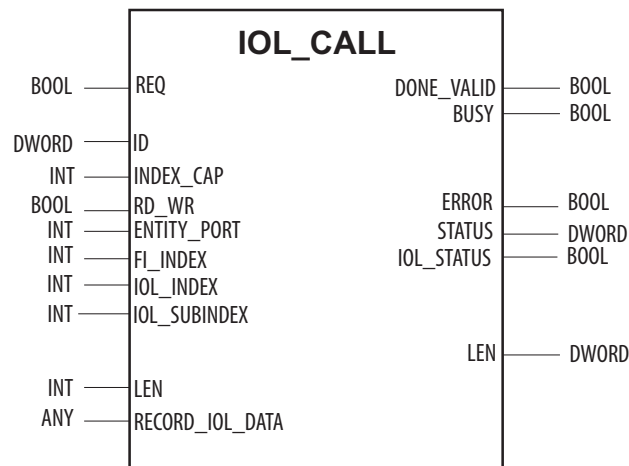 IOL_CALL
BOOL REQ DONE_VALID BOOL
BUSY BOOL
DWORD ID
INT INDEX_CAP
BOOL RD_WR ERROR BOOL
INT ENTITY_PORT STATUS DWORD
INT FI_INDEX IOL_STATUS BOOL
INT IOL_INDEX
INT IOL_SUBINDEX
LEN DWORD
INT LEN
ANY RECORD_IOL_DATA